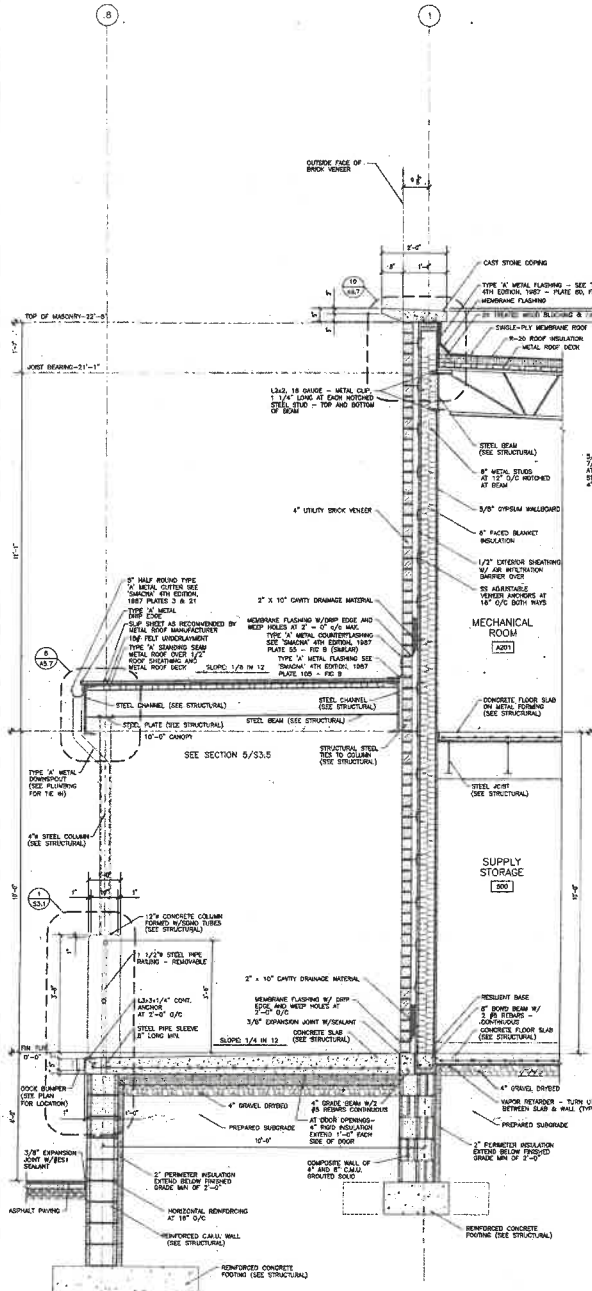 .8
1
OUTSIDE FACE OF
BRICK VENEER
2'-0"
8"
CAST STONE COPING
10
A5.7
TYPE 'A' METAL FLASHING - SEE
4TH EDITION, 1987 - PLATE 60, F
MEMBRANE FLASHING
TOP OF MASONRY-22'-8"
SINGLE-PLY MEMBRANE ROOF
R-20 ROOF INSULATION
METAL ROOF DECK
JOIST BEARING-21'-1"
L2x2, 18 GAUGE - METAL CLIP,
1 1/4" LONG AT EACH NOTCHED
STEEL STUD - TOP AND BOTTOM
OF BEAM
STEEL BEAM
(SEE STRUCTURAL)
6" METAL STUDS
AT 12" O/C NOTCHED
AT BEAM
4" UTILITY BRICK VENEER
5/8" GYPSUM WALLBOARD
6" FACED BLANKET
INSULATION
1/2" EXTERIOR SHEATHING
W/ AIR INFILTRATION
BARRIER OVER
SS ADJUSTABLE
VENEER ANCHORS AT
16" O/C BOTH WAYS
MECHANICAL
ROOM
A201
11'-1"
5" HALF ROUND TYPE
'A' METAL GUTTER SEE
'SMACNA' 4TH EDITION,
1987 PLATES 3 & 21
TYPE 'A' METAL
DRIP EDGE
SLIP SHEET AS RECOMMENDED BY
METAL ROOF MANUFACTURER
15# FELT UNDERLAYMENT
TYPE 'A' STANDING SEAM
METAL ROOF OVER 1/2"
ROOF SHEATHING AND
METAL ROOF DECK
2" X 10" CAVITY DRAINAGE MATERIAL
MEMBRANE FLASHING W/DRIP EDGE AND
WEEP HOLES AT 2' - 0" o/c MAX.
TYPE 'A' METAL COUNTERFLASHING
SEE 'SMACNA' 4TH EDITION, 1987
PLATE 55 - FIG B (SIMILAR)
TYPE 'A' METAL FLASHING SEE
'SMACNA' 4TH EDITION, 1987
PLATE 105 - FIG B
SLOPE: 1/8 IN 12
6
A5.7
STEEL CHANNEL (SEE STRUCTURAL)
STEEL CHANNEL
(SEE STRUCTURAL)
STEEL PLATE (SEE STRUCTURAL)
STEEL BEAM (SEE STRUCTURAL)
10'-0" CANOPY
SEE SECTION 5/S3.5
STRUCTURAL STEEL
TIES TO COLUMN
(SEE STRUCTURAL)
CONCRETE FLOOR SLAB
ON METAL FORMING
(SEE STRUCTURAL)
STEEL JOIST
(SEE STRUCTURAL)
TYPE 'A' METAL
DOWNSPOUT
(SEE PLUMBING
FOR TIE IN)
4"ø STEEL COLUMN
(SEE STRUCTURAL)
SUPPLY
STORAGE
500
10'-0"
1
S3.1
1"
1"
12"ø CONCRETE COLUMN
FORMED W/SONO TUBES
(SEE STRUCTURAL)
1 1/2"ø STEEL PIPE
RAILING - REMOVABLE
3'-6"
L3x3x1/4" CONT.
ANCHOR
AT 2'-0" O/C
STEEL PIPE SLEEVE
8" LONG MIN.
2" x 10" CAVITY DRAINAGE MATERIAL
MEMBRANE FLASHING W/ DRIP
EDGE AND WEEP HOLES AT
2'-0" O/C
3/8" EXPANSION JOINT W/SEALANT
CONCRETE SLAB
(SEE STRUCTURAL)
SLOPE: 1/4 IN 12
RESILIENT BASE
8" BOND BEAM W/
2 #5 REBARS -
CONTINUOUS
CONCRETE FLOOR SLAB
(SEE STRUCTURAL)
FIN FLR
0'-0"
DOCK BUMPER
(SEE PLAN
FOR LOCATION)
4" GRAVEL DRYBED
4" GRADE BEAM W/2
#5 REBARS CONTINUOUS
PREPARED SUBGRADE
AT DOOR OPENINGS-
4" RIGID INSULATION
EXTEND 1'-0" EACH
SIDE OF DOOR
10'-0"
4" GRAVEL DRYBED
VAPOR RETARDER - TURN U
BETWEEN SLAB & WALL (TYP
PREPARED SUBGRADE
2" PERIMETER INSULATION
EXTEND BELOW FINISHED
GRADE MIN OF 2'-0"
3/8" EXPANSION
JOINT W/BEST
SEALANT
2" PERIMETER INSULATION
EXTEND BELOW FINISHED
GRADE MIN OF 2'-0"
COMPOSITE WALL OF
4" AND 8" C.M.U.
GROUTED SOLID
ASPHALT PAVING
HORIZONTAL REINFORCING
AT 16" O/C
REINFORCED C.M.U. WALL
(SEE STRUCTURAL)
REINFORCED CONCRETE
FOOTING (SEE STRUCTURAL)
REINFORCED CONCRETE
FOOTING (SEE STRUCTURAL)